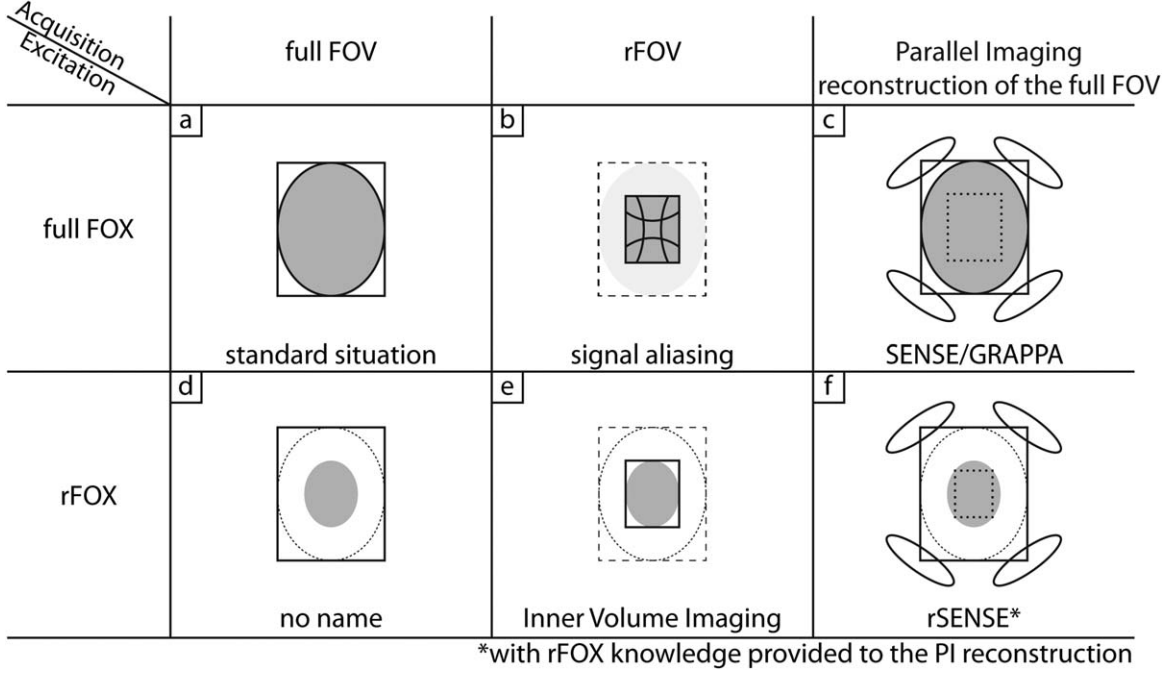 Acquisition
Excitation
full FOV
rFOV
Parallel Imaging
reconstruction of the full FOV
full FOX
a
standard situation
b
signal aliasing
c
SENSE/GRAPPA
rFOX
d
no name
e
Inner Volume Imaging
f
rSENSE*
*with rFOX knowledge provided to the PI reconstruction